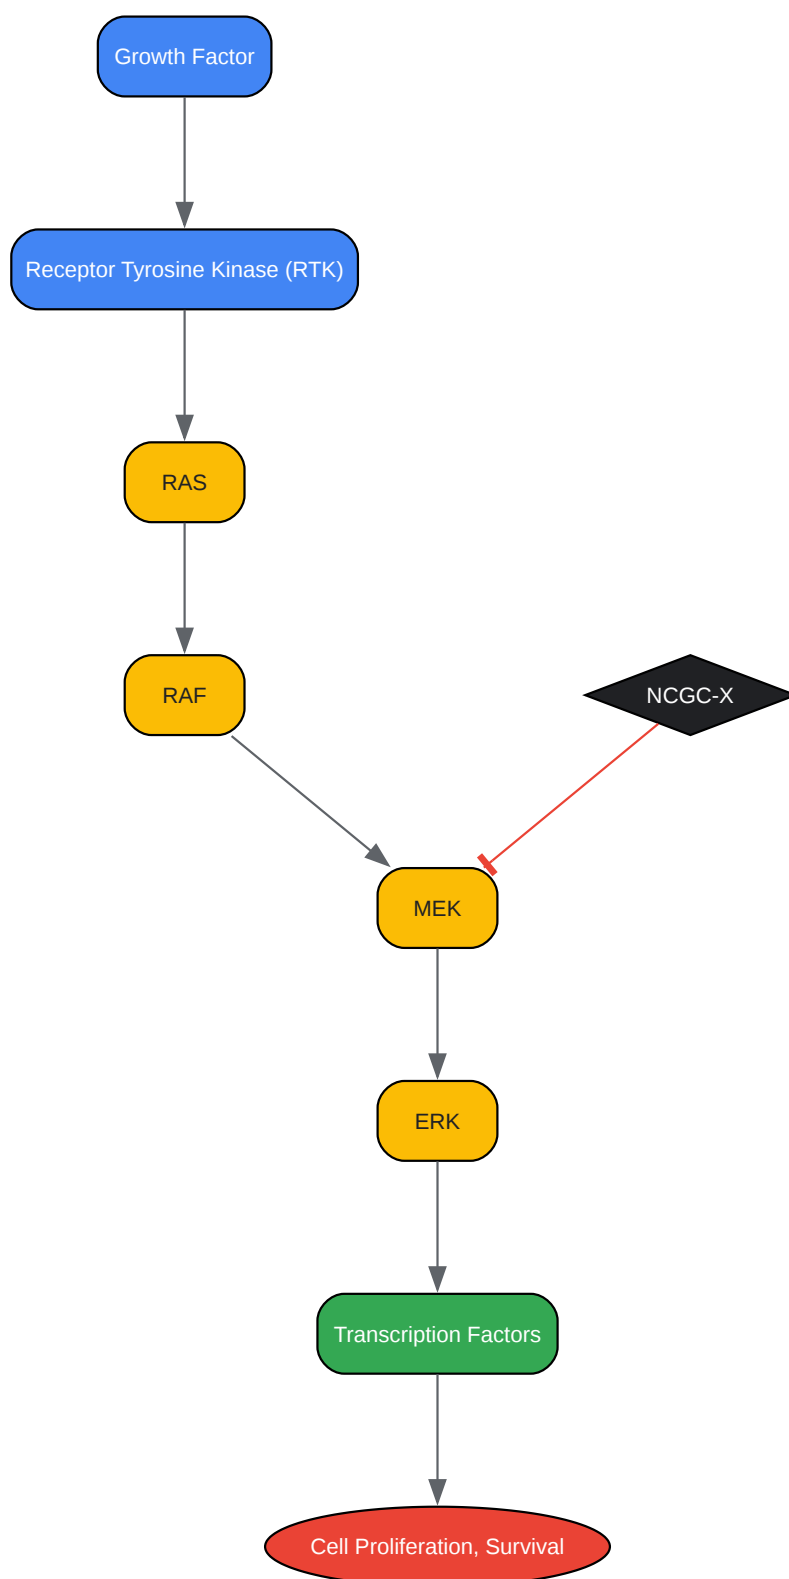 Growth Factor
Receptor Tyrosine Kinase (RTK)
RAS
RAF
NCGC-X
MEK
ERK
Transcription Factors
Cell Proliferation, Survival